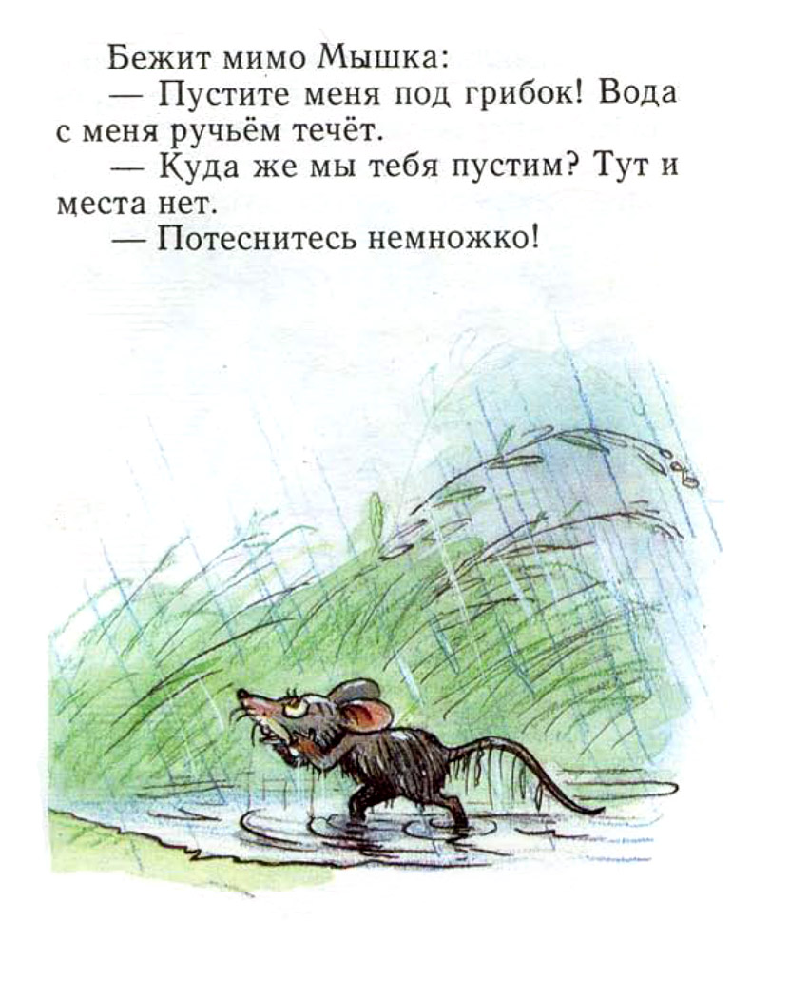 Бежит мимо Мышка:
— Пустите меня под грибок! Вода
с меня ручьём течёт.
— Куда же мы тебя пустим? Тут и
места нет.
— Потеснитесь немножко!